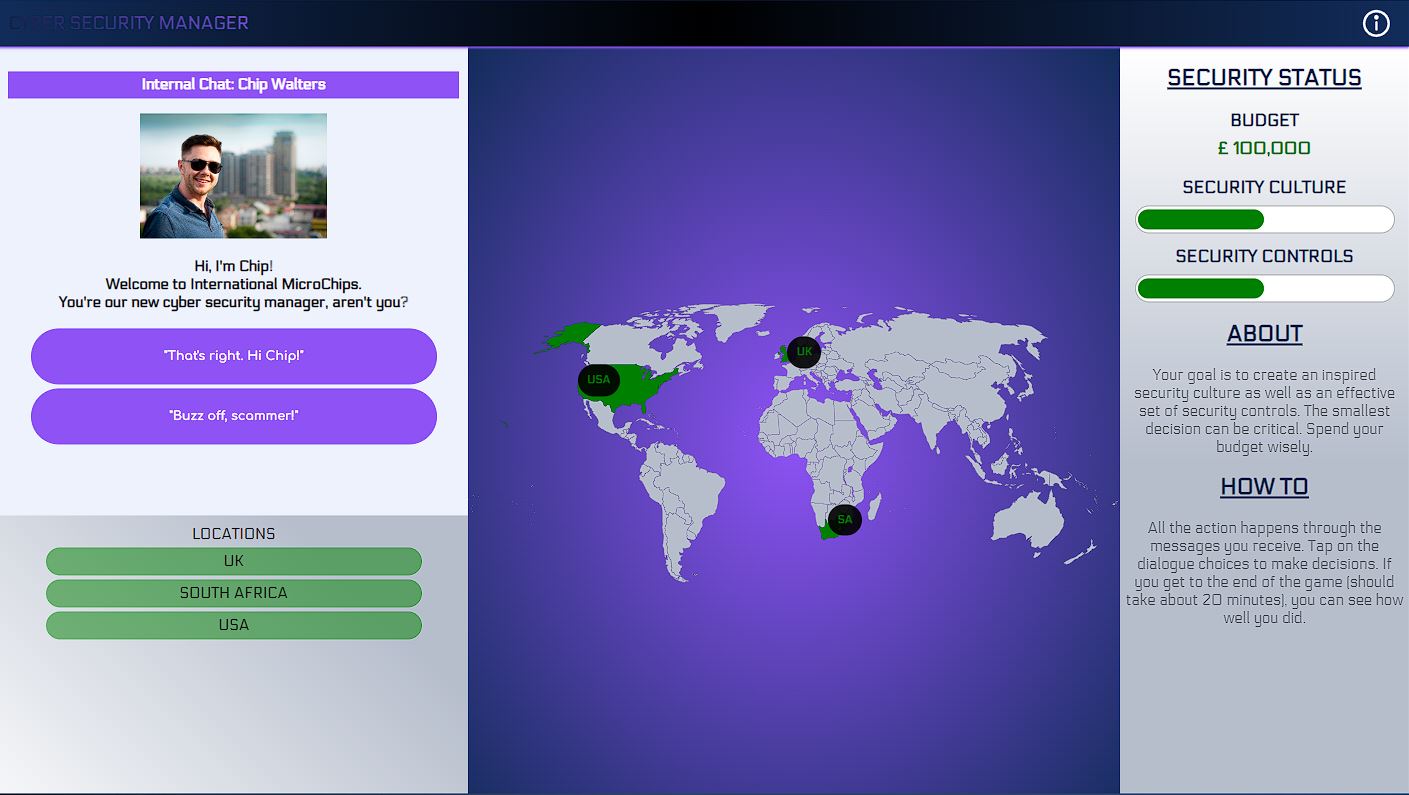 CYBER SECURITY MANAGER
Internal Chat: Chip Walters
Hi, I'm Chip!
Welcome to International MicroChips.
You're our new cyber security manager, aren't you?
"That's right. Hi Chip!"
"Buzz off, scammer!"
LOCATIONS
UK
SOUTH AFRICA
USA
USA
UK
SA
SECURITY STATUS
BUDGET
£ 100,000
SECURITY CULTURE
SECURITY CONTROLS
ABOUT
Your goal is to create an inspired
security culture as well as an effective
set of security controls. The smallest
decision can be critical. Spend your
budget wisely.
HOW TO
All the action happens through the
messages you receive. Tap on the
dialogue choices to make decisions. If
you get to the end of the game (should
take about 20 minutes), you can see how
well you did.